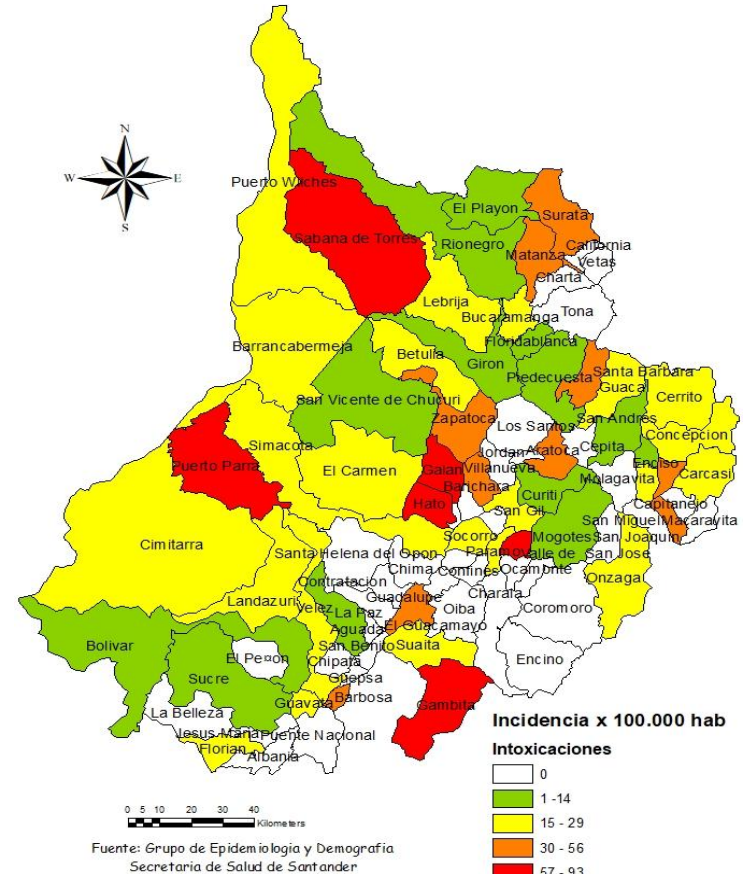 N
W E
S
Puerto Wilches
El Playon
Surata
Sabana de Torres
Rionegro
California
Matanza
Vetas
Charta
Lebrija
Tona
Bucaramanga
Floridablanca
Barrancabermeja
Betulia
Giron
Piedecuesta
Santa Barbara
Guaca
Cerrito
San Vicente de Chucuri
Zapatoca
Los Santos
San Andres
Concepcion
Simacota
Jordan
Aratoca
Cepita
Puerto Parra
El Carmen
Galan
Villanueva
Enciso
Carcasi
Barichara
Molagavita
Hato
Curiti
Capitanejo
San Gil
San Miguel
Macaravita
Cimitarra
Socorro
Mogotes
San Joaquin
Santa Helena del Opon
Paramo
Valle de San Jose
Chima
Confines
Ocamonte
Onzaga
Contratacion
Landazuri
Velez
La Paz
Guadalupe
Oiba
Charala
Coromoro
Aguada
El Guacamayo
Bolivar
San Benito
Suaita
El Pe¤on
Chipata
Encino
Sucre
Guepsa
Guavata
Barbosa
Gambita
La Belleza
Jesus Maria
Puente Nacional
Florian
Albania
Incidencia x 100.000 hab
Intoxicaciones
0
1 -14
15 - 29
30 - 56
57 - 93
0 5 10 20 30 40
Kilometers
Fuente: Grupo de Epidemiologia y Demografia
Secretaria de Salud de Santander